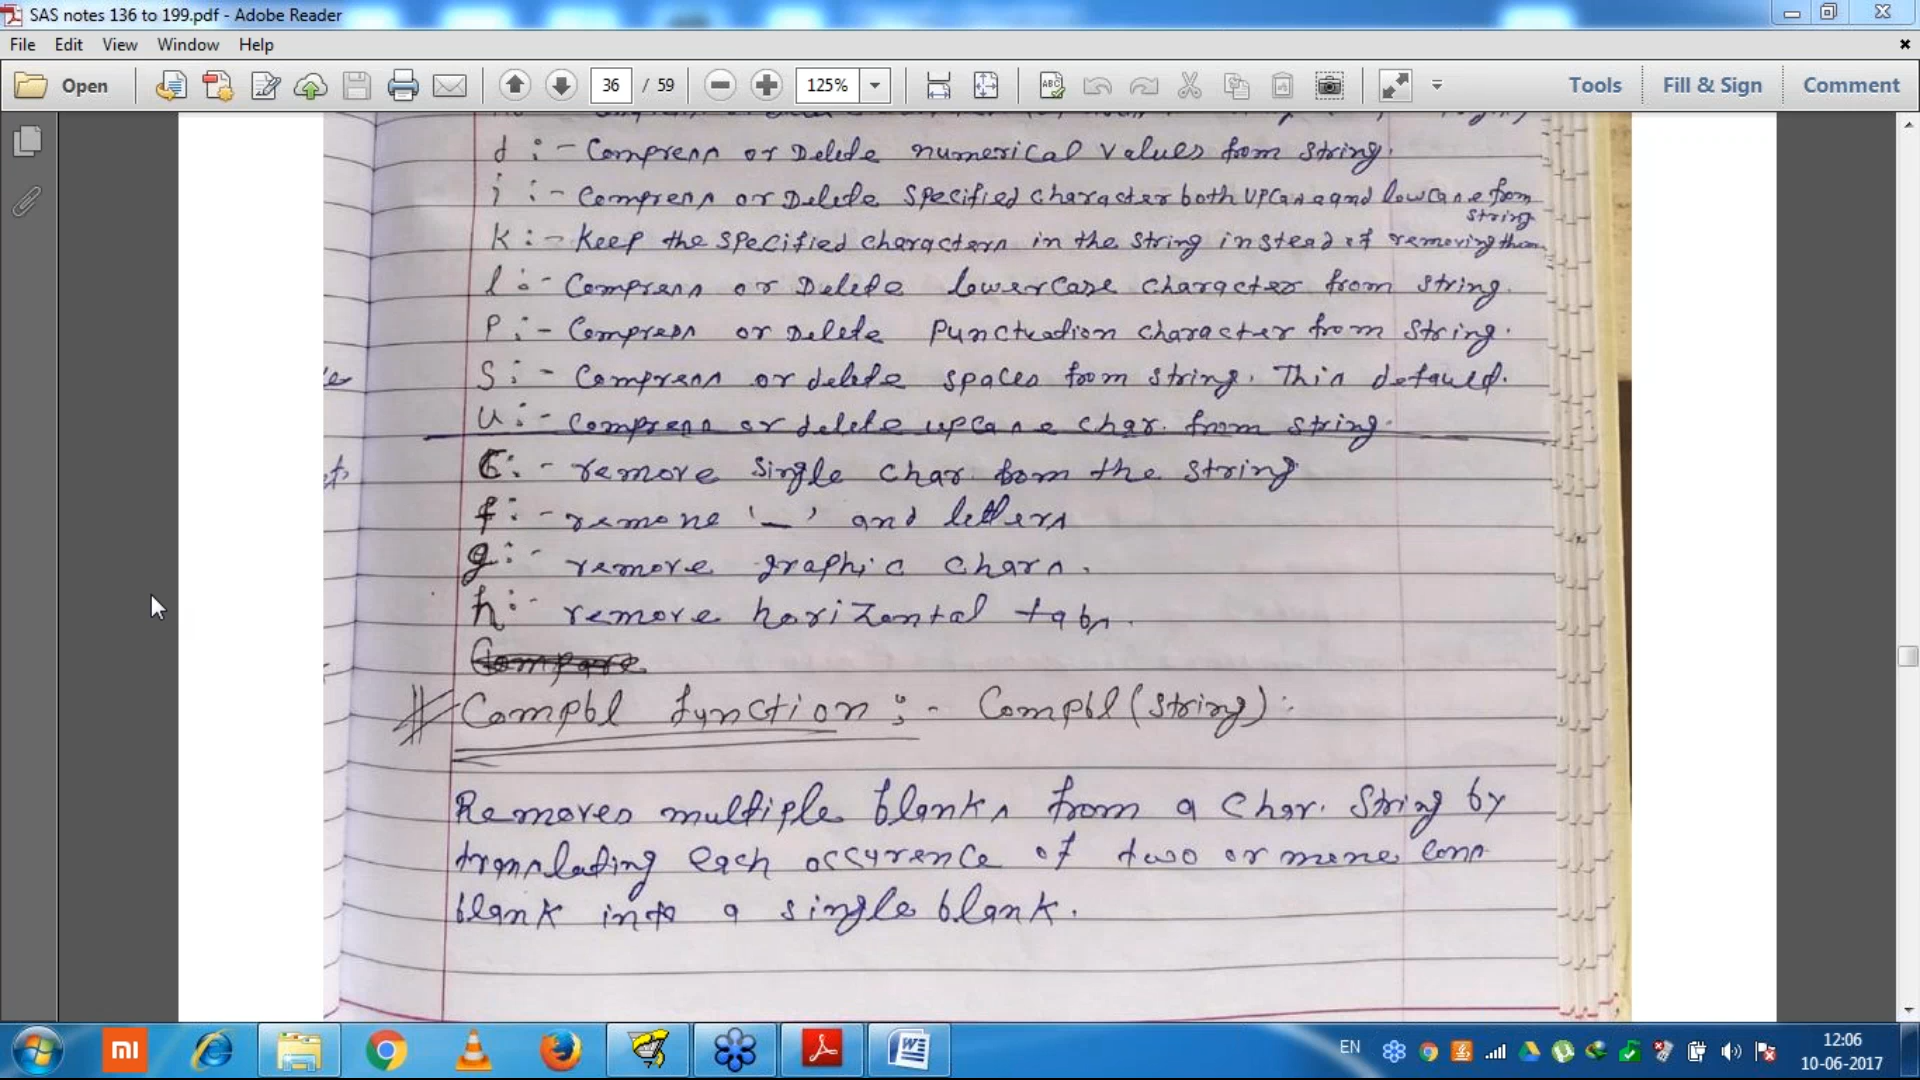 SAS notes 136 to 199.pdf - Adobe Reader
File Edit View Window Help
Open 36 / 59 125% Tools Fill & Sign Comment
d :- Compress or Delete numerical values from string.
i :- Compress or Delete specified character both upcase and lowcase from
string
k :- Keep the specified characters in the string instead of removing them
l :- Compress or Delete lowercase character from string.
P :- Compress or Delete Punctuation character from string.
S :- Compress or delete spaces from string. This default.
u :- compress or delete upcase char. from string.
C :- remove single char. from the string
f :- remove '_' and letters
g :- remove graphic chars.
h :- remove horizontal tabs.
Compare
# Compbl function :- Compbl(string) :
Removes multiple blanks from a char. string by
translating each occurence of two or more cons
blank into a single blank.
EN
12:06
10-06-2017